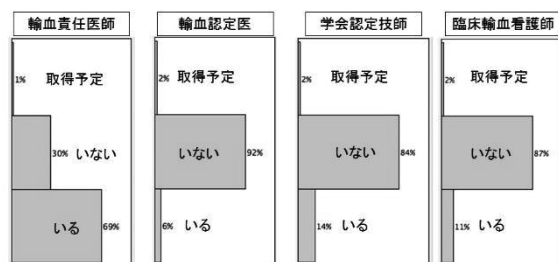 輸血責任医師
1% 取得予定
30% いない
いる 69%
輸血認定医
2% 取得予定
いない 92%
6% いる
学会認定技師
2% 取得予定
いない 84%
14% いる
臨床輸血看護師
2% 取得予定
いない 87%
11% いる